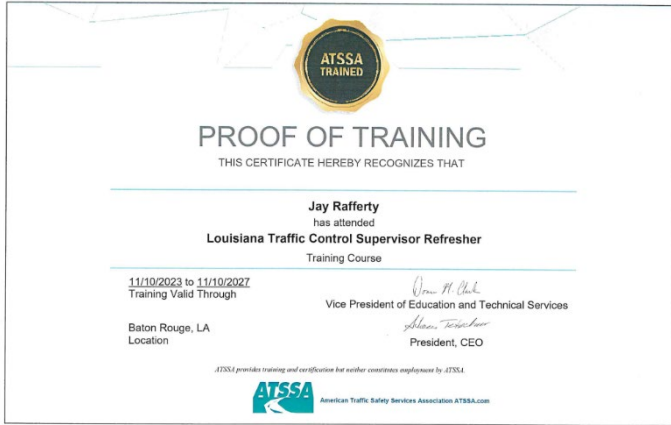 ATSSA
TRAINED
PROOF OF TRAINING
THIS CERTIFICATE HEREBY RECOGNIZES THAT
Jay Rafferty
has attended
Louisiana Traffic Control Supervisor Refresher
Training Course
11/10/2023 to 11/10/2027
Training Valid Through
Vice President of Education and Technical Services
Baton Rouge, LA
Location
President, CEO
ATSSA provides training and certification but neither constitutes employment by ATSSA.
ATSSA
American Traffic Safety Services Association ATSSA.com